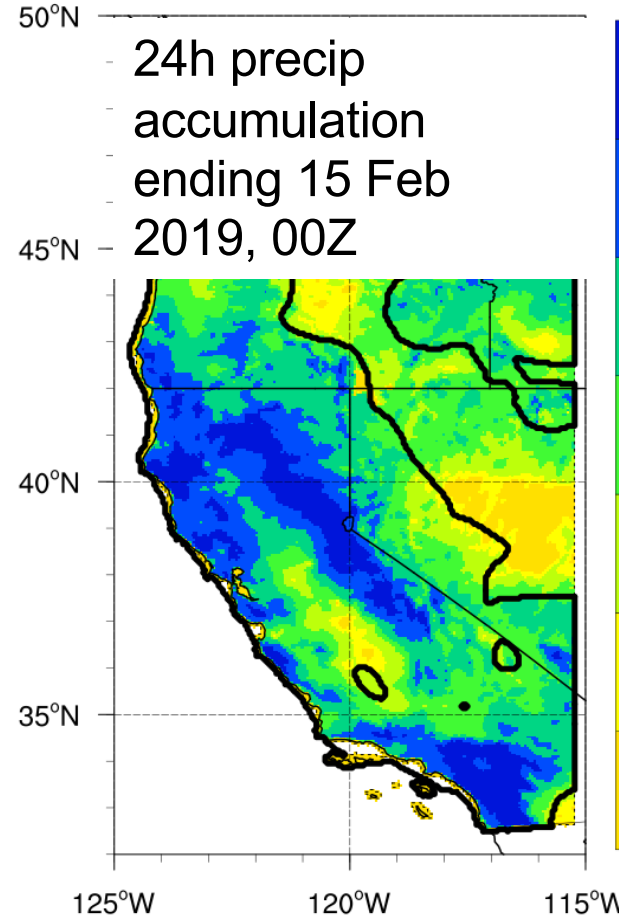 50°N
24h precip
accumulation
ending 15 Feb
2019, 00Z
45°N
40°N
35°N
125°W 120°W 115°W